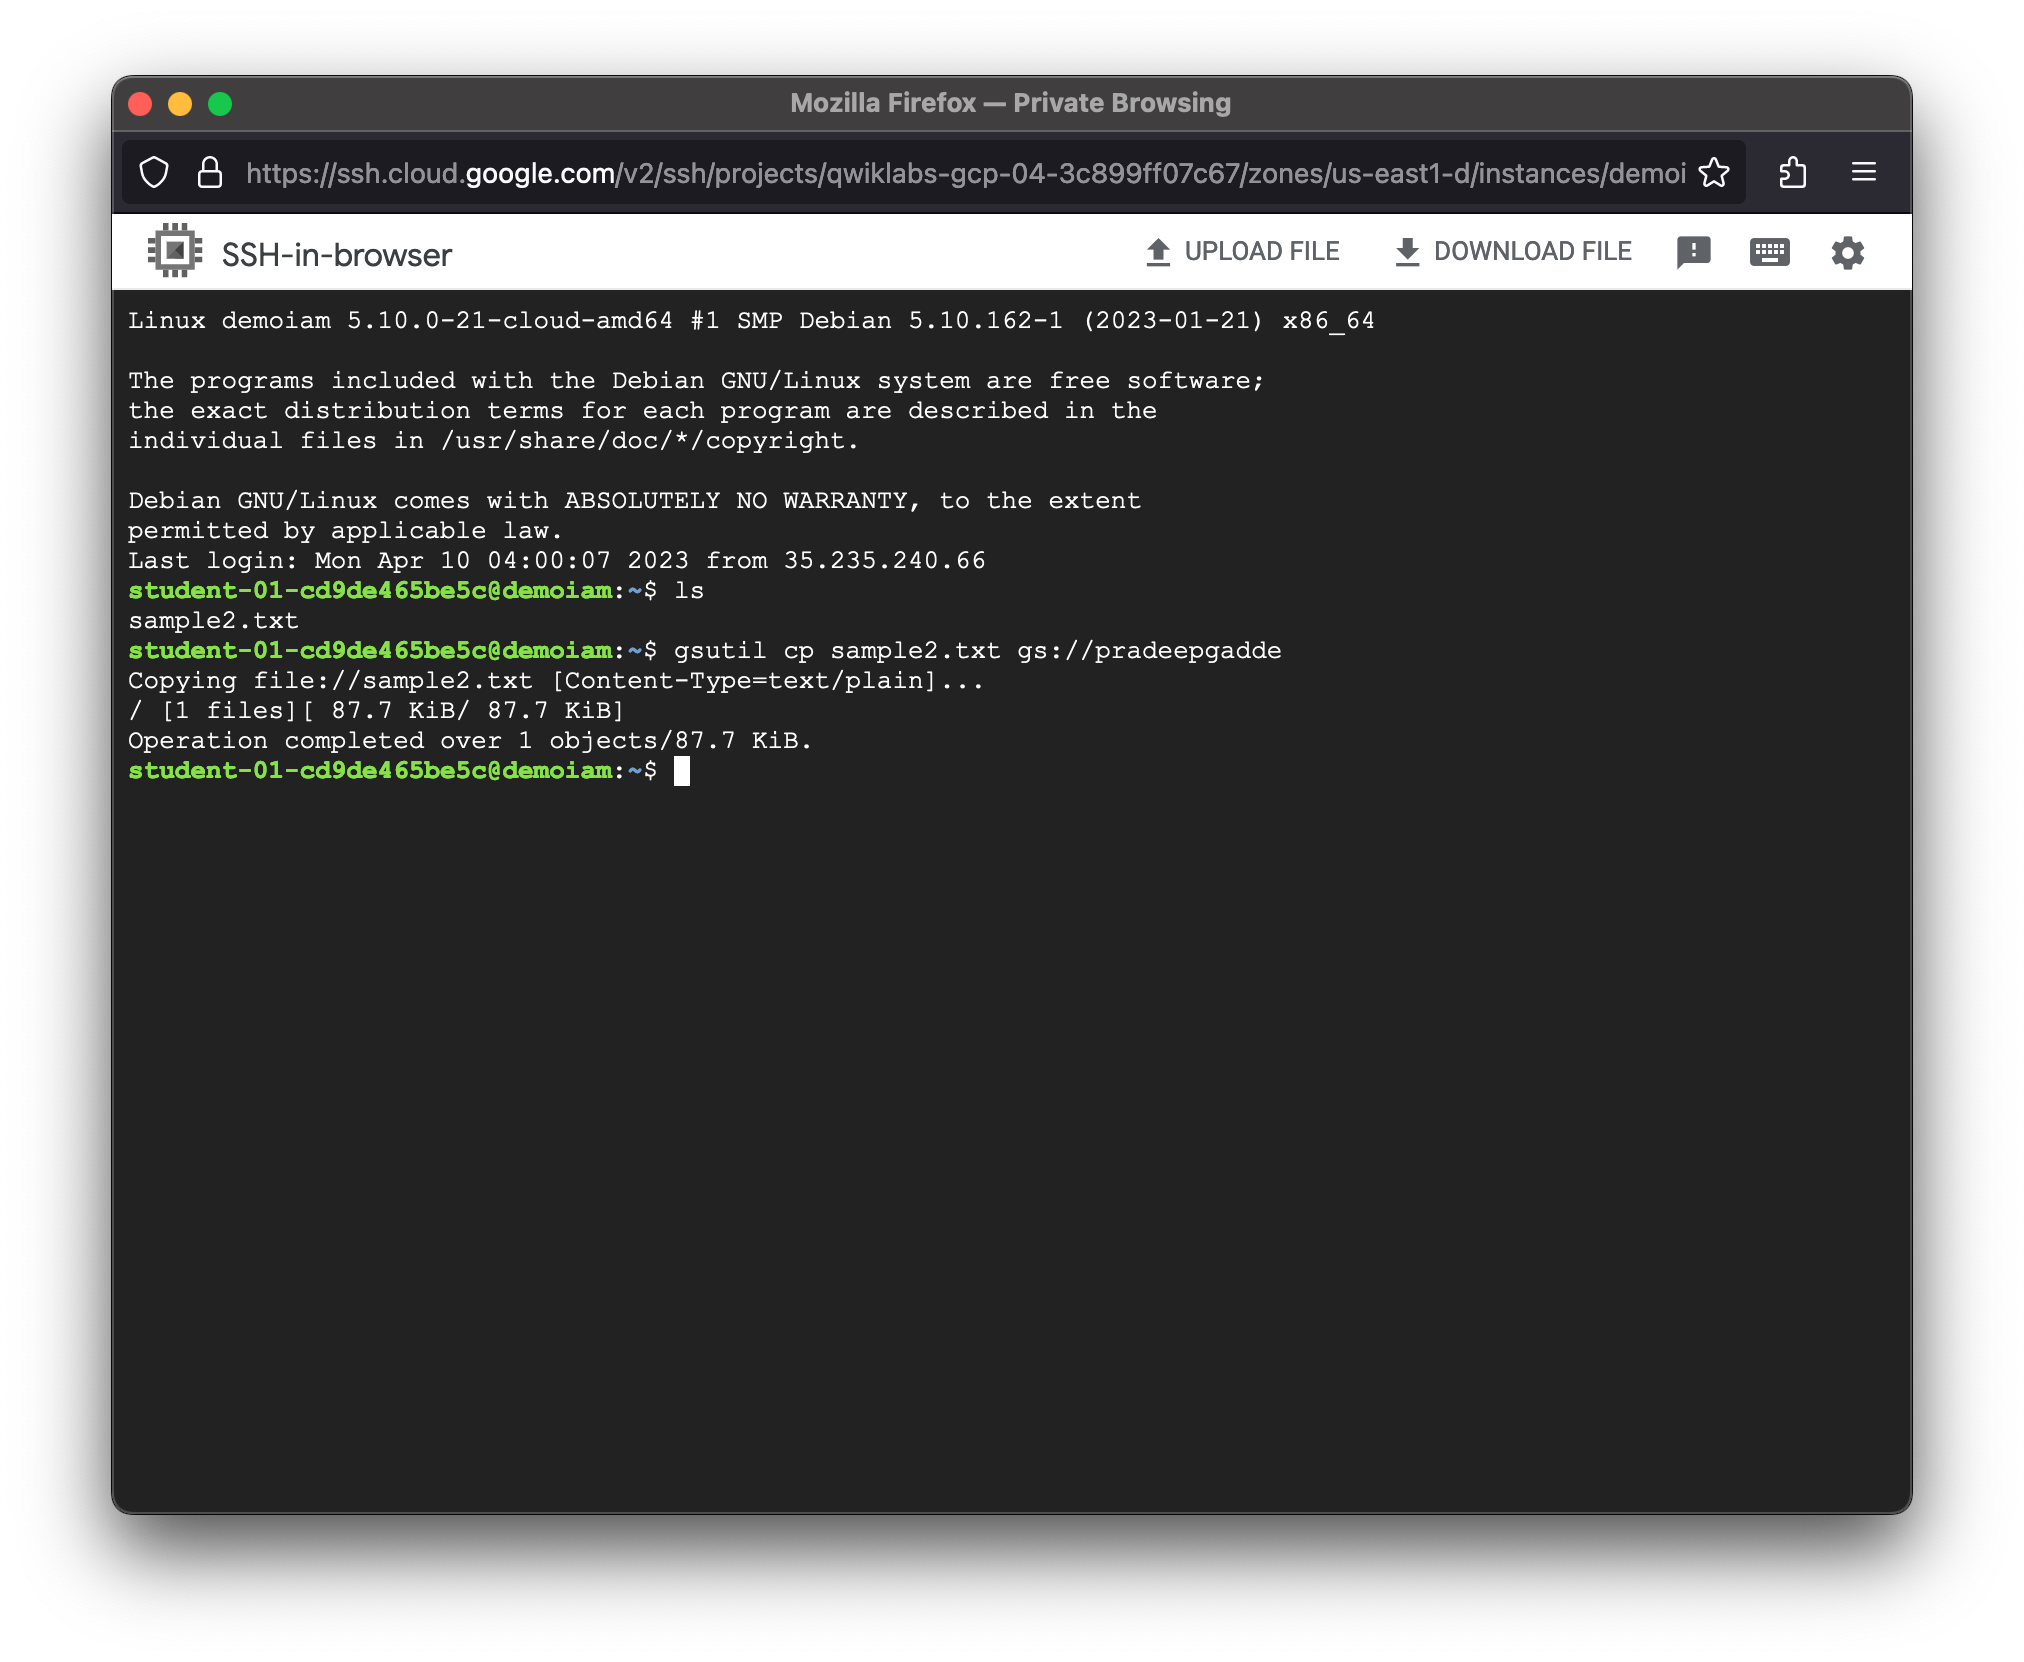 Mozilla Firefox — Private Browsing
https://ssh.cloud.google.com/v2/ssh/projects/qwiklabs-gcp-04-3c899ff07c67/zones/us-east1-d/instances/demoi
SSH-in-browser
UPLOAD FILE
DOWNLOAD FILE
Linux demoiam 5.10.0-21-cloud-amd64 #1 SMP Debian 5.10.162-1 (2023-01-21) x86_64
The programs included with the Debian GNU/Linux system are free software;
the exact distribution terms for each program are described in the
individual files in /usr/share/doc/*/copyright.
Debian GNU/Linux comes with ABSOLUTELY NO WARRANTY, to the extent
permitted by applicable law.
Last login: Mon Apr 10 04:00:07 2023 from 35.235.240.66
student-01-cd9de465be5c@demoiam:~$ ls
sample2.txt
student-01-cd9de465be5c@demoiam:~$ gsutil cp sample2.txt gs://pradeepgadde
Copying file://sample2.txt [Content-Type=text/plain]...
/ [1 files][ 87.7 KiB/ 87.7 KiB]
Operation completed over 1 objects/87.7 KiB.
student-01-cd9de465be5c@demoiam:~$